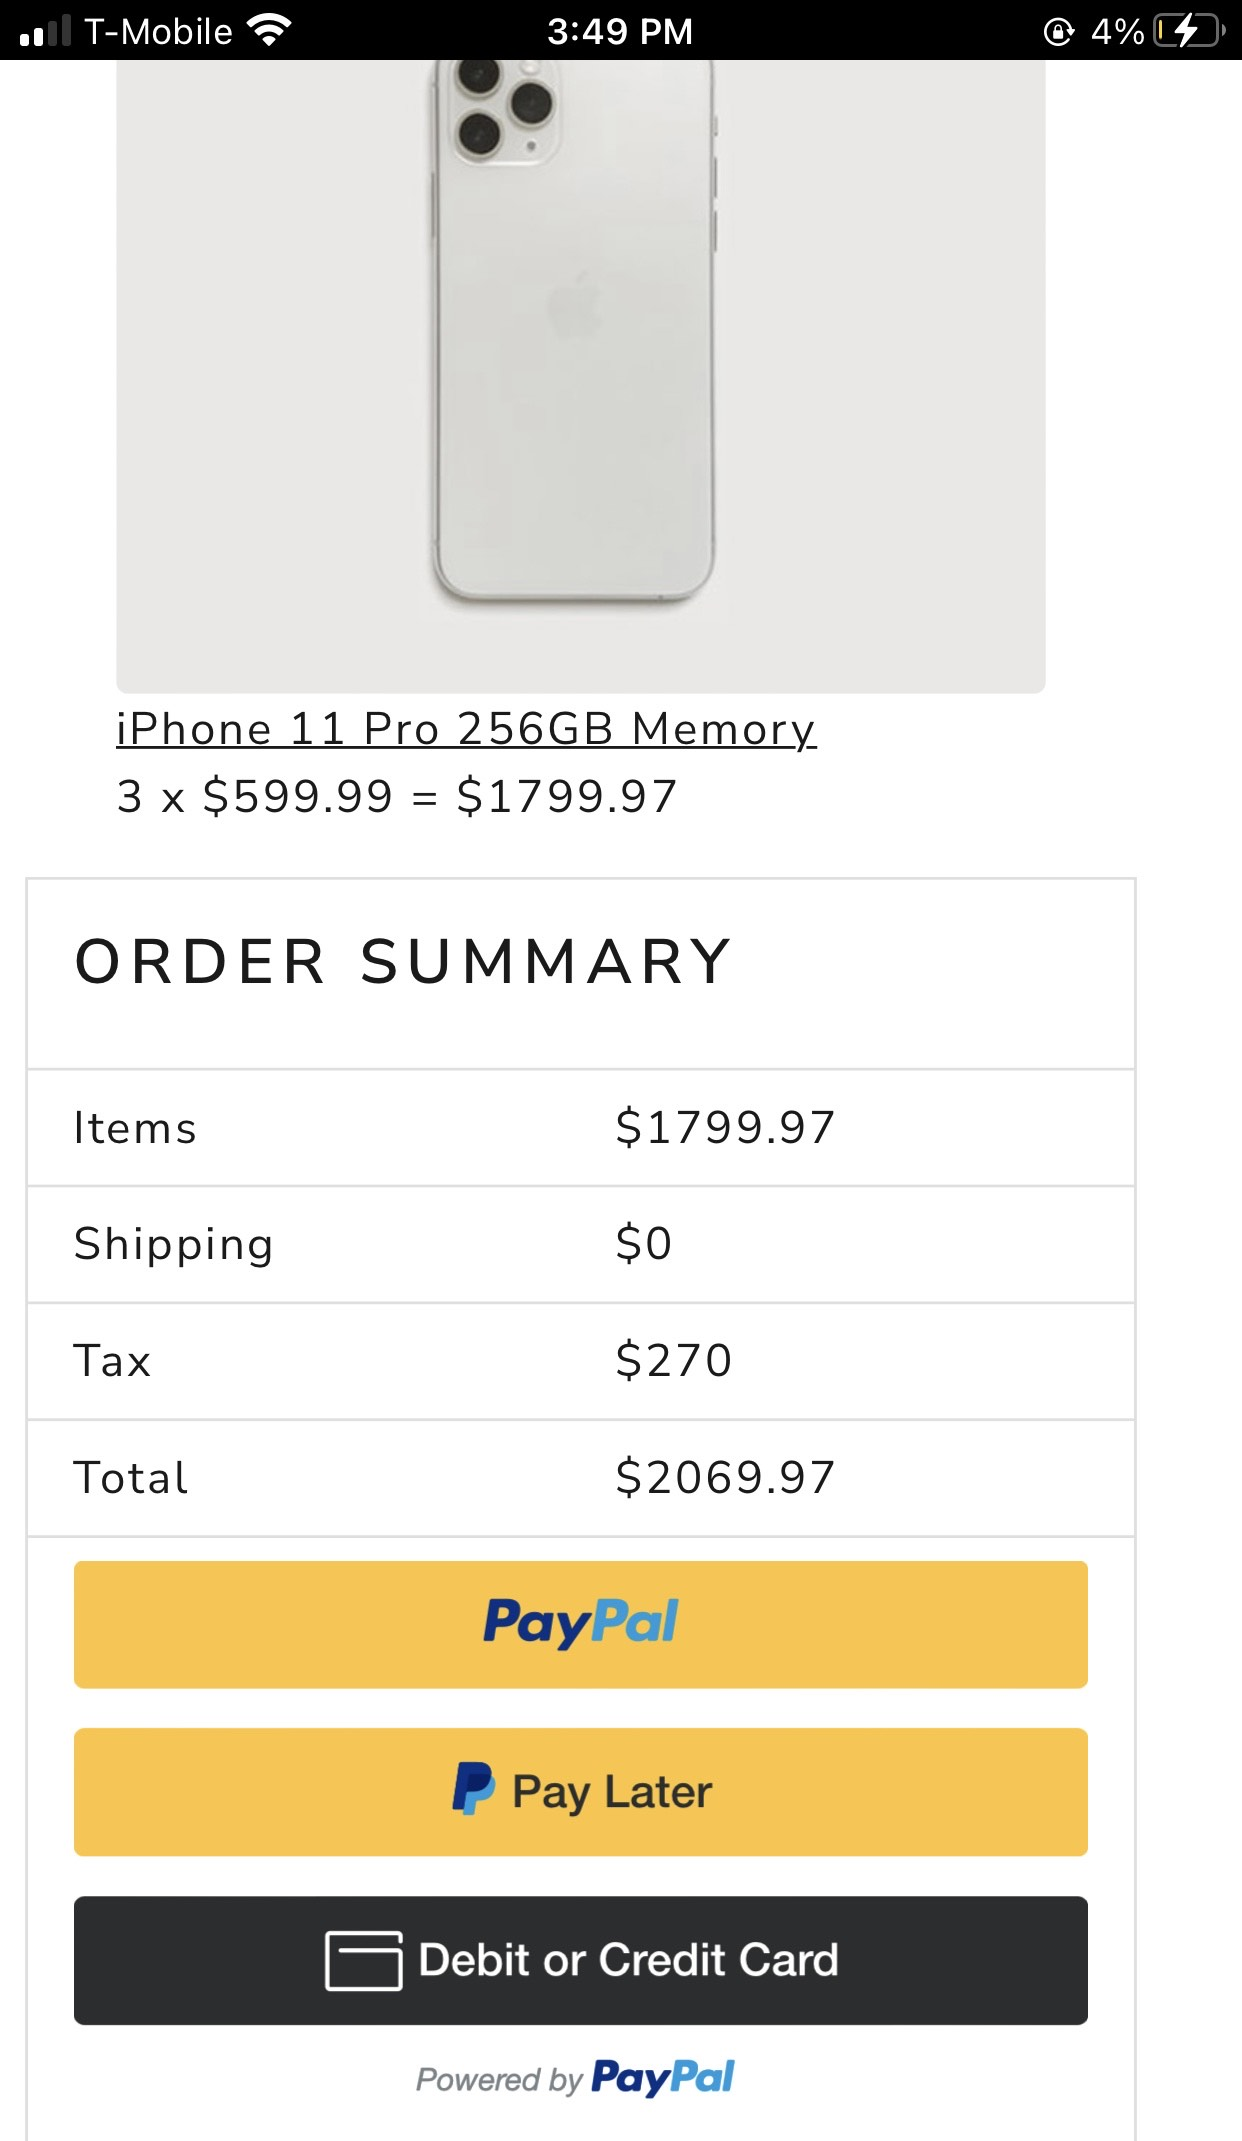 T-Mobile 3:49 PM 4%
iPhone 11 Pro 256GB Memory
3 x $599.99 = $1799.97
ORDER SUMMARY
Items $1799.97
Shipping $0
Tax $270
Total $2069.97
PayPal
Pay Later
Debit or Credit Card
Powered by PayPal